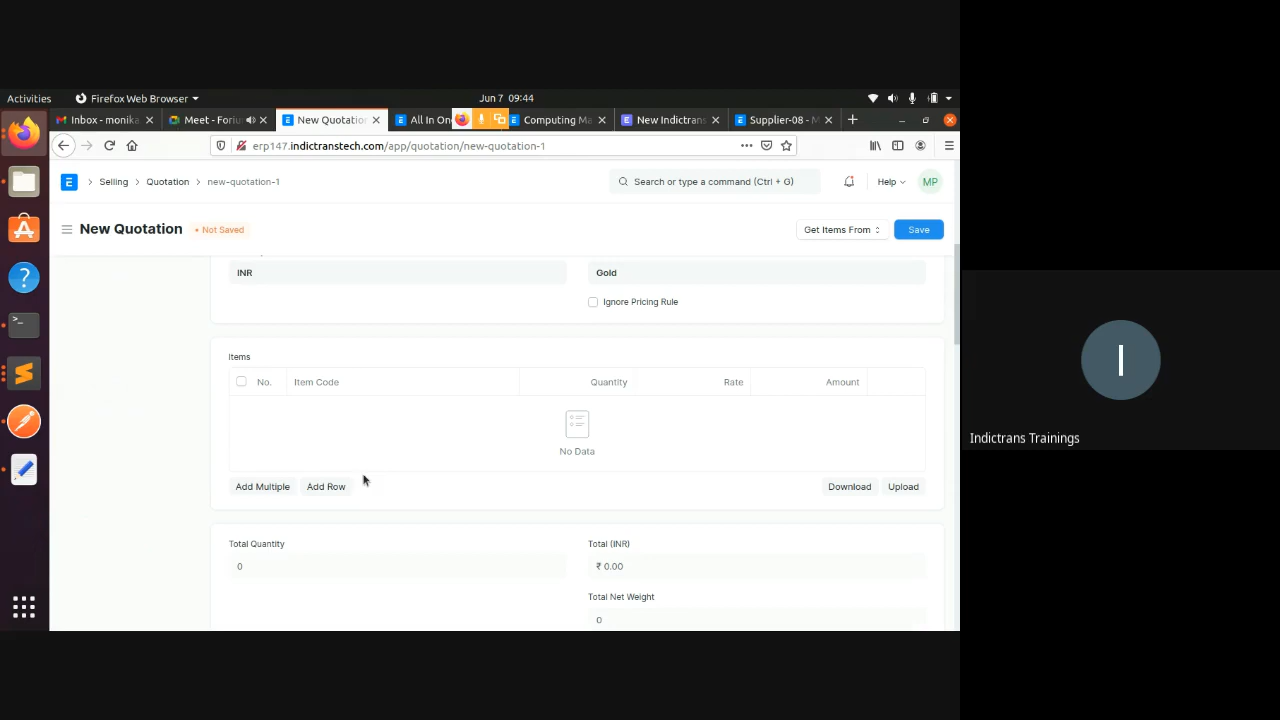 Activities
Firefox Web Browser
Jun 7 09:44
Inbox - monika
Meet - Foriu
New Quotation
All In On
Computing Ma
New Indictrans
Supplier-08 - M
erp147.indictranstech.com/app/quotation/new-quotation-1
E
Selling
Quotation
new-quotation-1
Search or type a command (Ctrl + G)
Help
MP
New Quotation
• Not Saved
Get Items From
Save
INR
Gold
Ignore Pricing Rule
Items
No.
Item Code
Quantity
Rate
Amount
No Data
Add Multiple
Add Row
Download
Upload
Total Quantity
Total (INR)
0
₹ 0.00
Total Net Weight
0
I
Indictrans Trainings